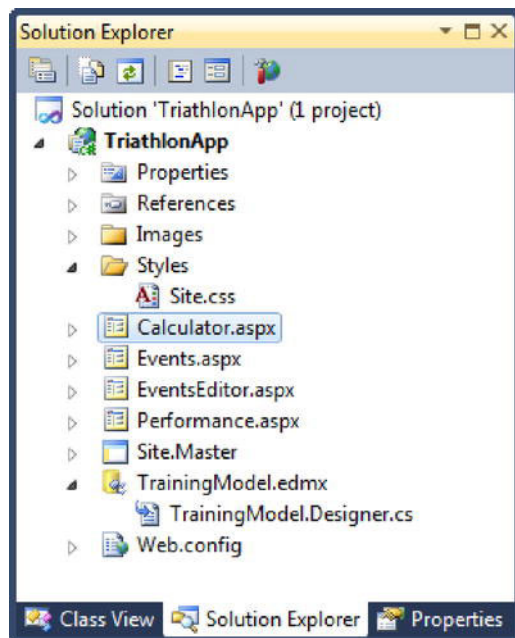 Solution Explorer
Solution 'TriathlonApp' (1 project)
TriathlonApp
Properties
References
Images
Styles
Site.css
Calculator.aspx
Events.aspx
EventsEditor.aspx
Performance.aspx
Site.Master
TrainingModel.edmx
TrainingModel.Designer.cs
Web.config
Class View Solution Explorer Properties